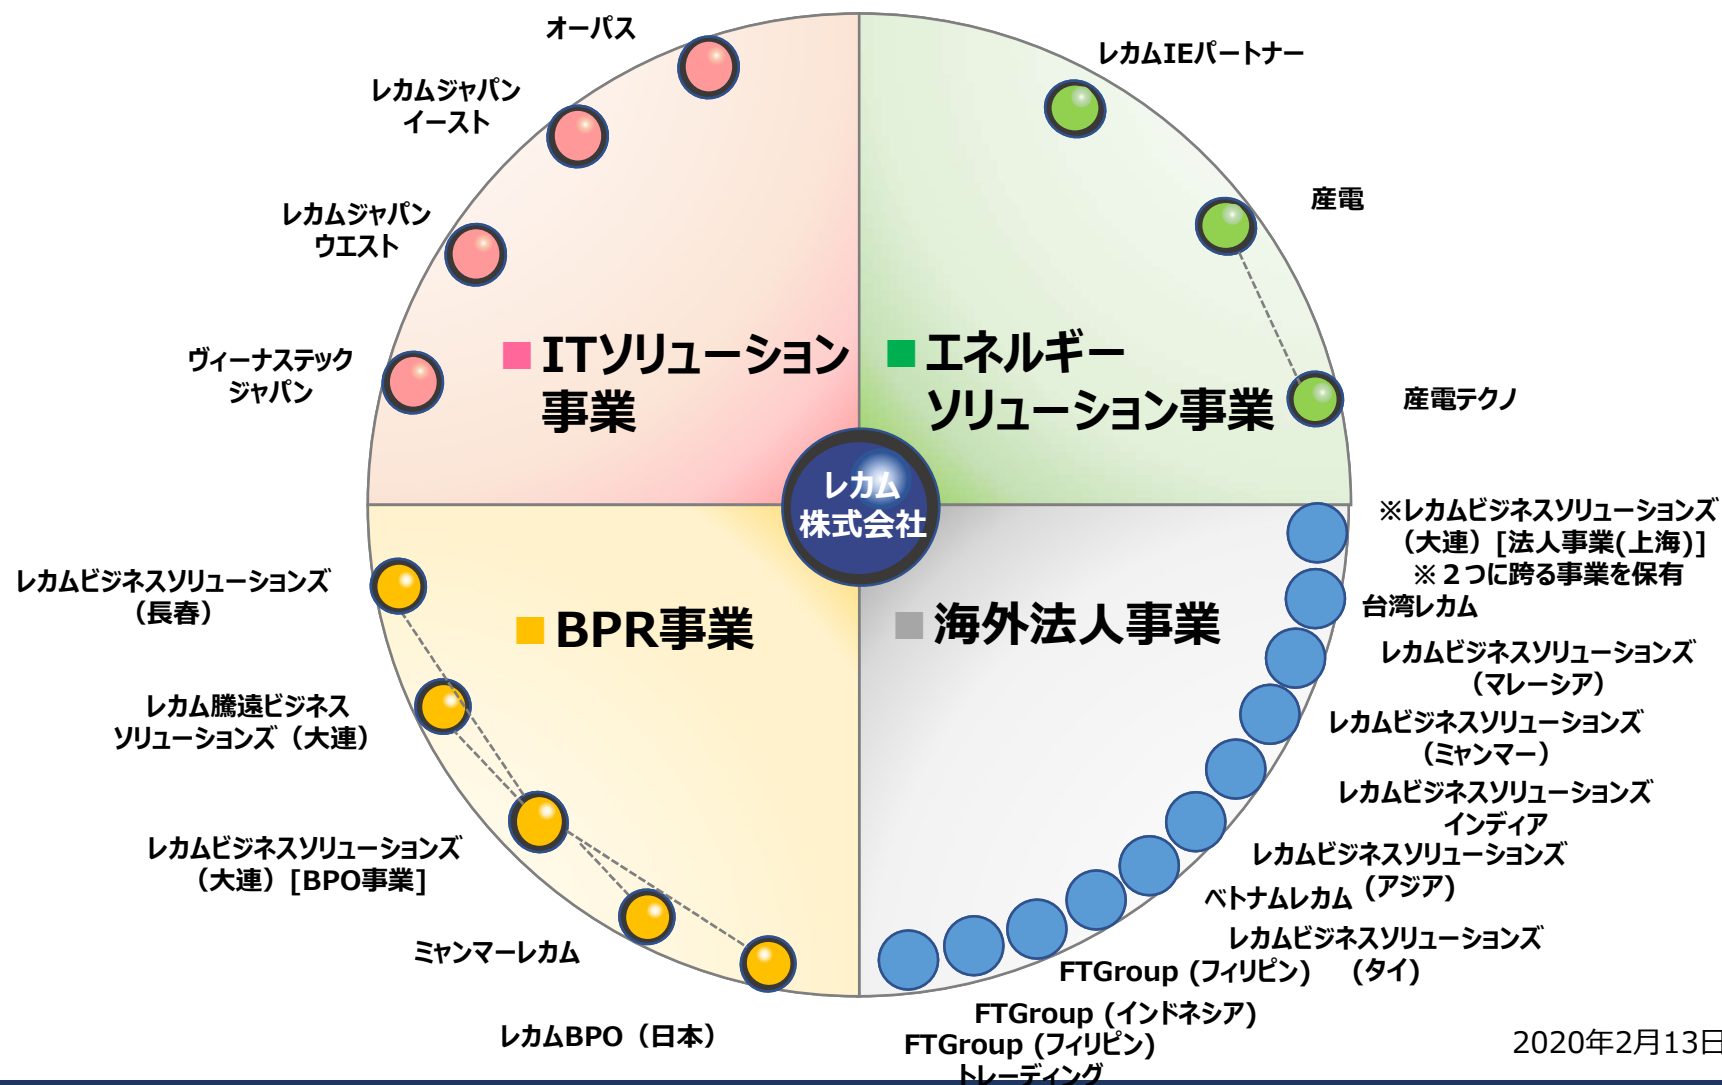 オーパス
レカムジャパン
イースト
レカムジャパン
ウエスト
ヴィーナステック
ジャパン
■ITソリューション
事業
レカムIEパートナー
産電
産電テクノ
■エネルギー
ソリューション事業
レカム
株式会社
■BPR事業
レカムビジネスソリューションズ
（長春）
レカム騰遠ビジネス
ソリューションズ（大連）
レカムビジネスソリューションズ
（大連）[BPO事業]
ミャンマーレカム
レカムBPO（日本）
■海外法人事業
※レカムビジネスソリューションズ
（大連）[法人事業(上海)]
※２つに跨る事業を保有
台湾レカム
レカムビジネスソリューションズ
（マレーシア）
レカムビジネスソリューションズ
（ミャンマー）
レカムビジネスソリューションズ
インディア
レカムビジネスソリューションズ
（アジア）
ベトナムレカム
レカムビジネスソリューションズ
（タイ）
FTGroup (フィリピン)
FTGroup (インドネシア)
FTGroup (フィリピン)
トレーディング
2020年2月13日